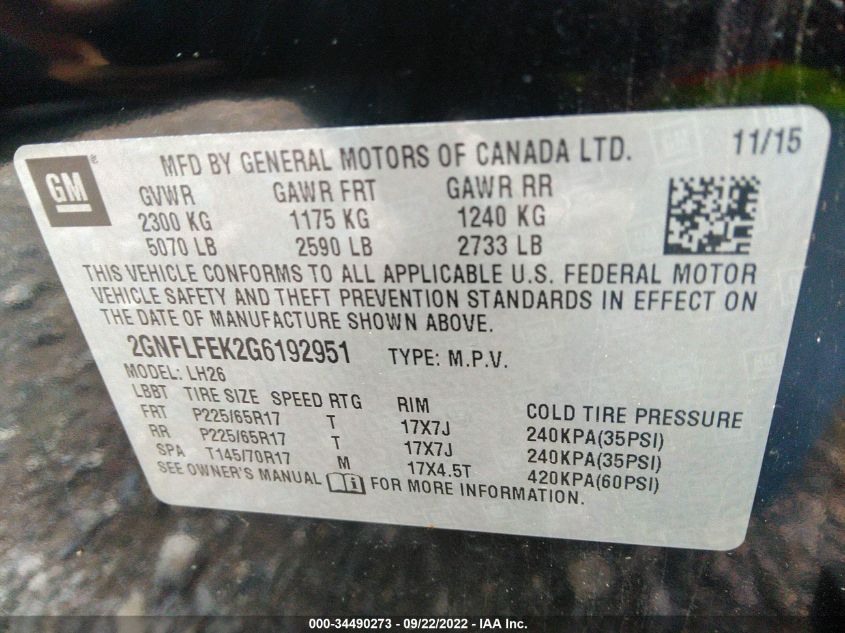 GM
MFD BY GENERAL MOTORS OF CANADA LTD. 11/15
GVWR GAWR FRT GAWR RR
2300 KG 1175 KG 1240 KG
5070 LB 2590 LB 2733 LB
THIS VEHICLE CONFORMS TO ALL APPLICABLE U.S. FEDERAL MOTOR
VEHICLE SAFETY AND THEFT PREVENTION STANDARDS IN EFFECT ON
THE DATE OF MANUFACTURE SHOWN ABOVE.
2GNFLFEK2G6192951 TYPE: M.P.V.
MODEL: LH26
LBBT TIRE SIZE SPEED RTG RIM COLD TIRE PRESSURE
FRT P225/65R17 T 17X7J 240KPA(35PSI)
RR P225/65R17 T 17X7J 240KPA(35PSI)
SPA T145/70R17 M 17X4.5T 420KPA(60PSI)
SEE OWNER'S MANUAL FOR MORE INFORMATION.
000-34490273 - 09/22/2022 - IAA Inc.